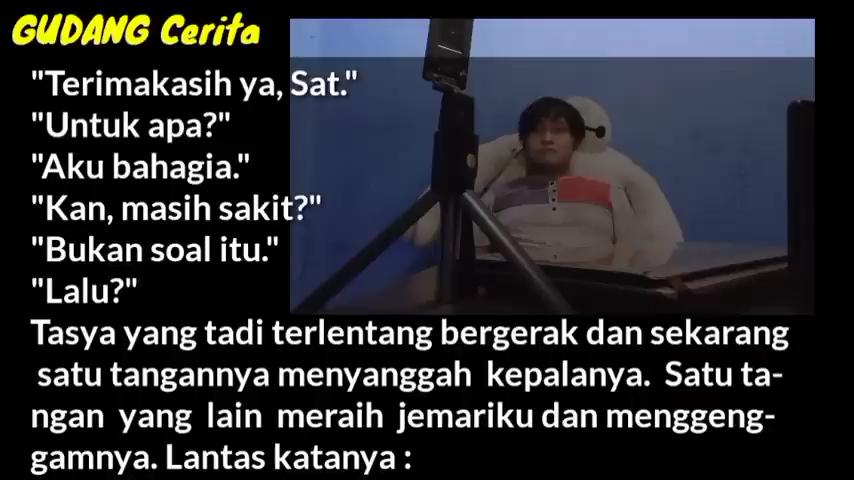 GUDANG Cerita
"Terimakasih ya, Sat."
"Untuk apa?"
"Aku bahagia."
"Kan, masih sakit?"
"Bukan soal itu."
"Lalu?"
Tasya yang tadi terlentang bergerak dan sekarang
satu tangannya menyanggah kepalanya. Satu ta-
ngan yang lain meraih jemariku dan menggeng-
gamnya. Lantas katanya :